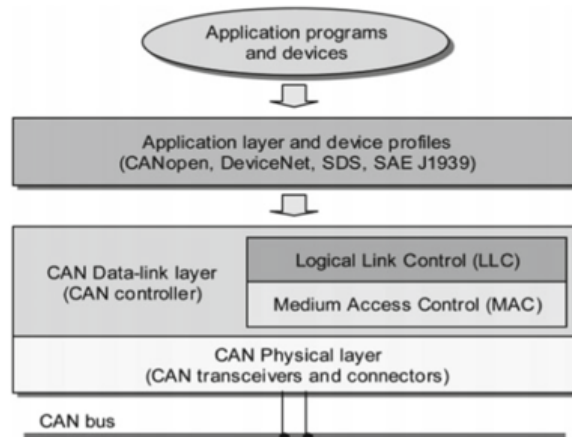 Application programs
and devices
Application layer and device profiles
(CANopen, DeviceNet, SDS, SAE J1939)
CAN Data-link layer
(CAN controller)
Logical Link Control (LLC)
Medium Access Control (MAC)
CAN Physical layer
(CAN transceivers and connectors)
CAN bus